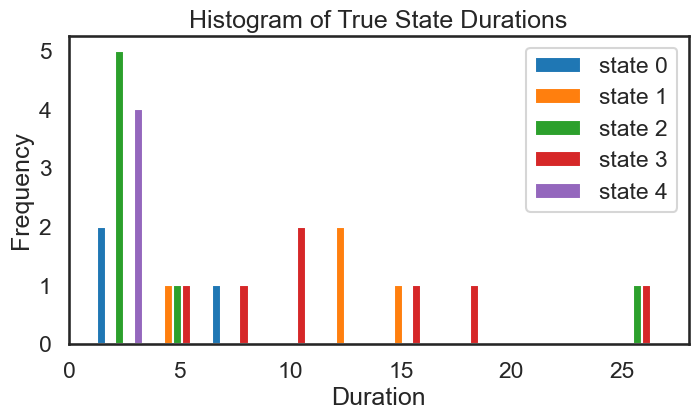 Histogram of True State Durations
Frequency
5
4
3
2
1
0
0 5 10 15 20 25
Duration
state 0
state 1
state 2
state 3
state 4